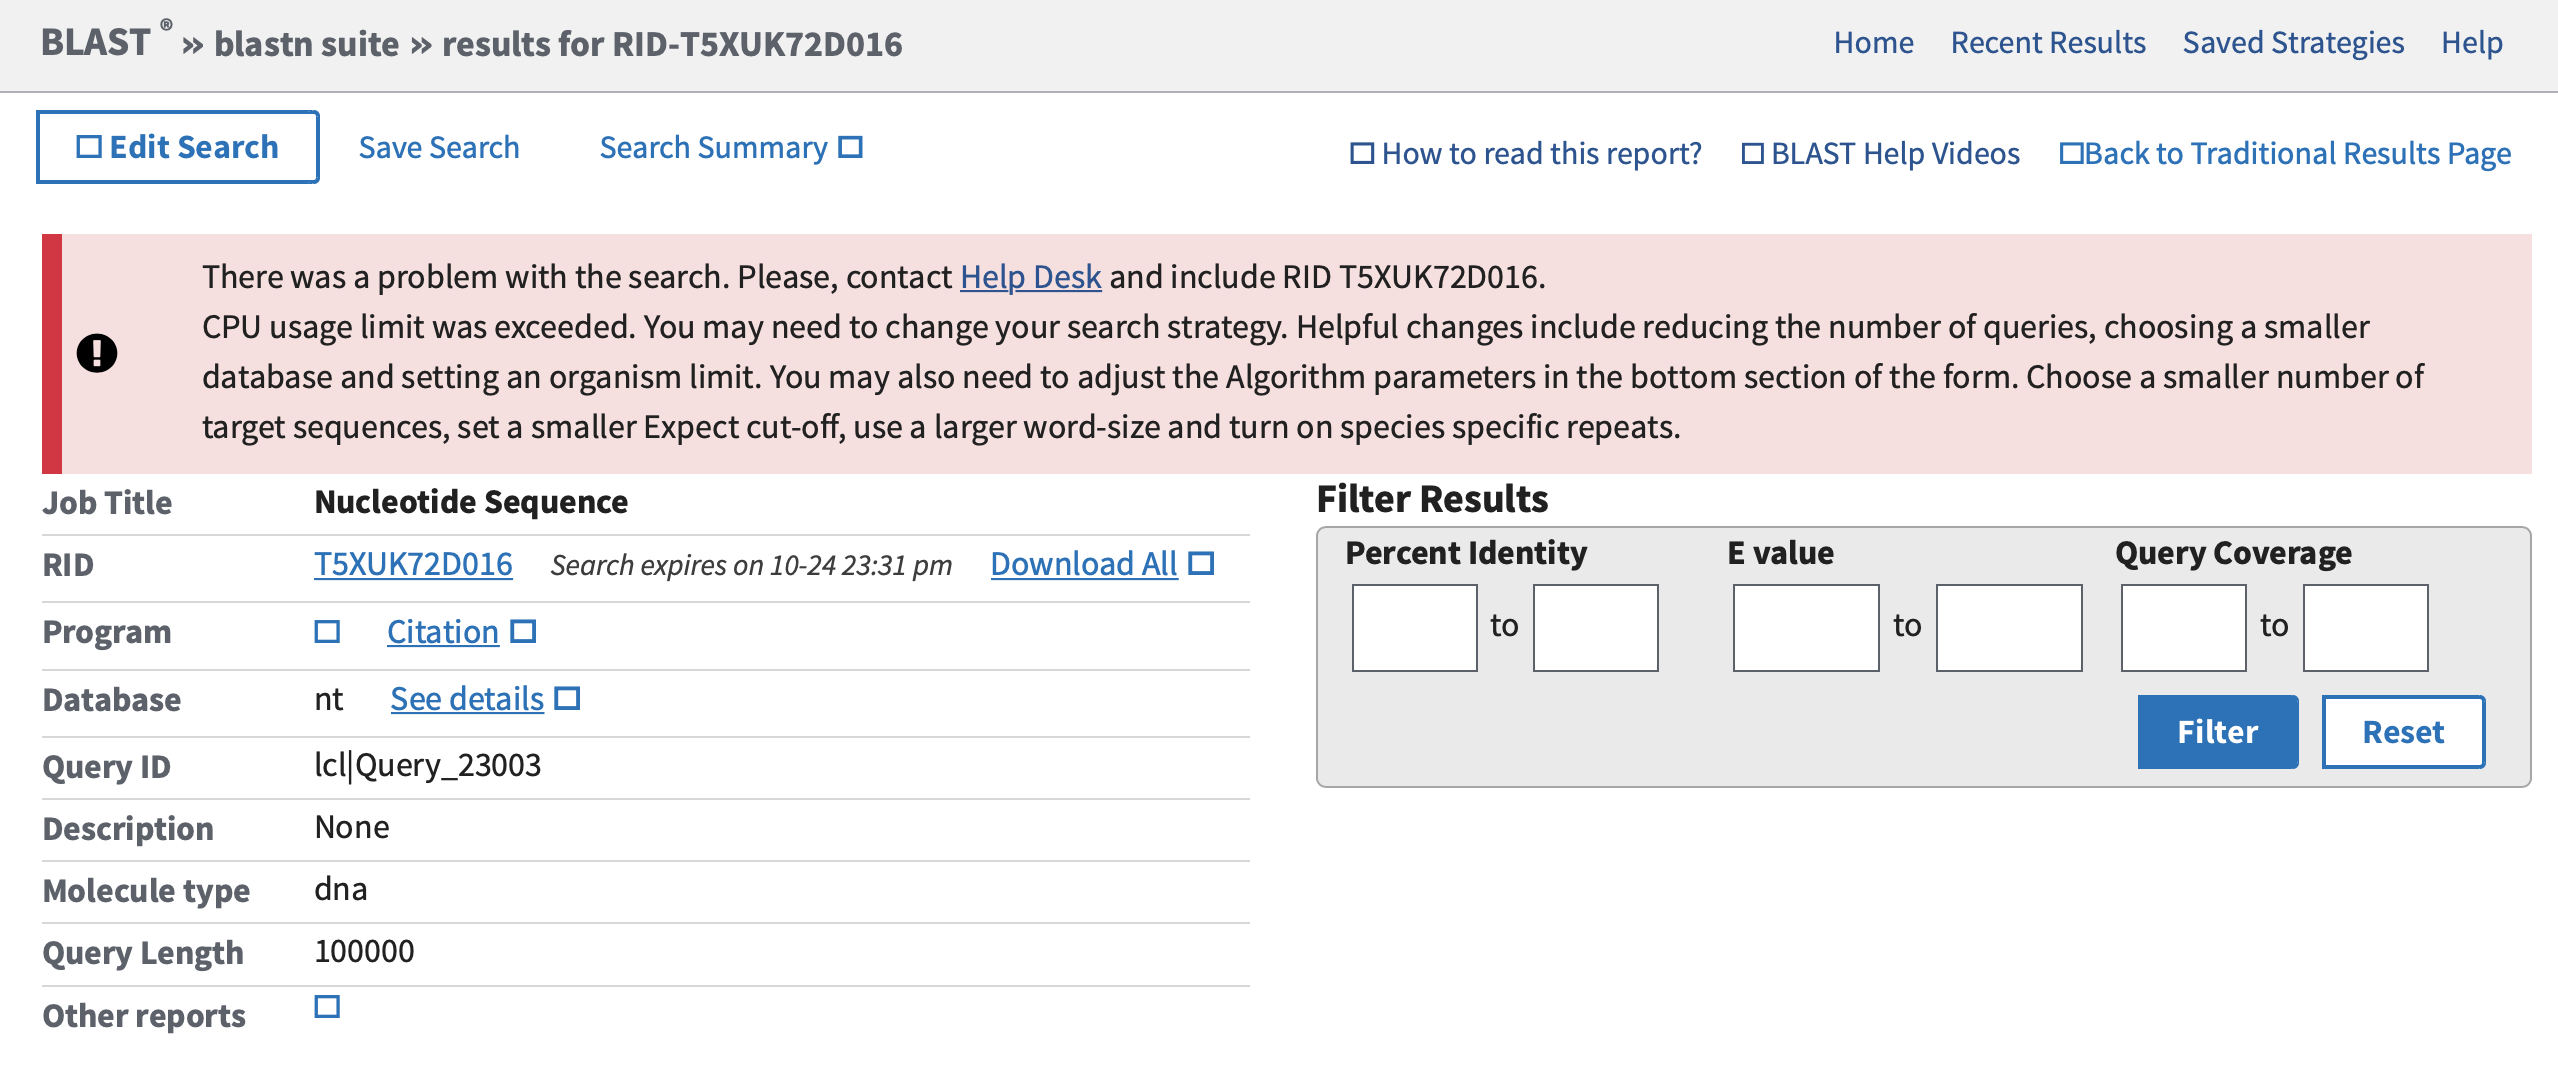 BLAST ® » blastn suite » results for RID-T5XUK72D016
Home Recent Results Saved Strategies Help
Edit Search Save Search Search Summary
How to read this report? BLAST Help Videos Back to Traditional Results Page
There was a problem with the search. Please, contact Help Desk and include RID T5XUK72D016.
CPU usage limit was exceeded. You may need to change your search strategy. Helpful changes include reducing the number of queries, choosing a smaller
database and setting an organism limit. You may also need to adjust the Algorithm parameters in the bottom section of the form. Choose a smaller number of
target sequences, set a smaller Expect cut-off, use a larger word-size and turn on species specific repeats.
Job Title Nucleotide Sequence
RID T5XUK72D016 Search expires on 10-24 23:31 pm Download All
Program Citation
Database nt See details
Query ID lcl|Query_23003
Description None
Molecule type dna
Query Length 100000
Other reports
Filter Results
Percent Identity E value Query Coverage
to to to
Filter Reset